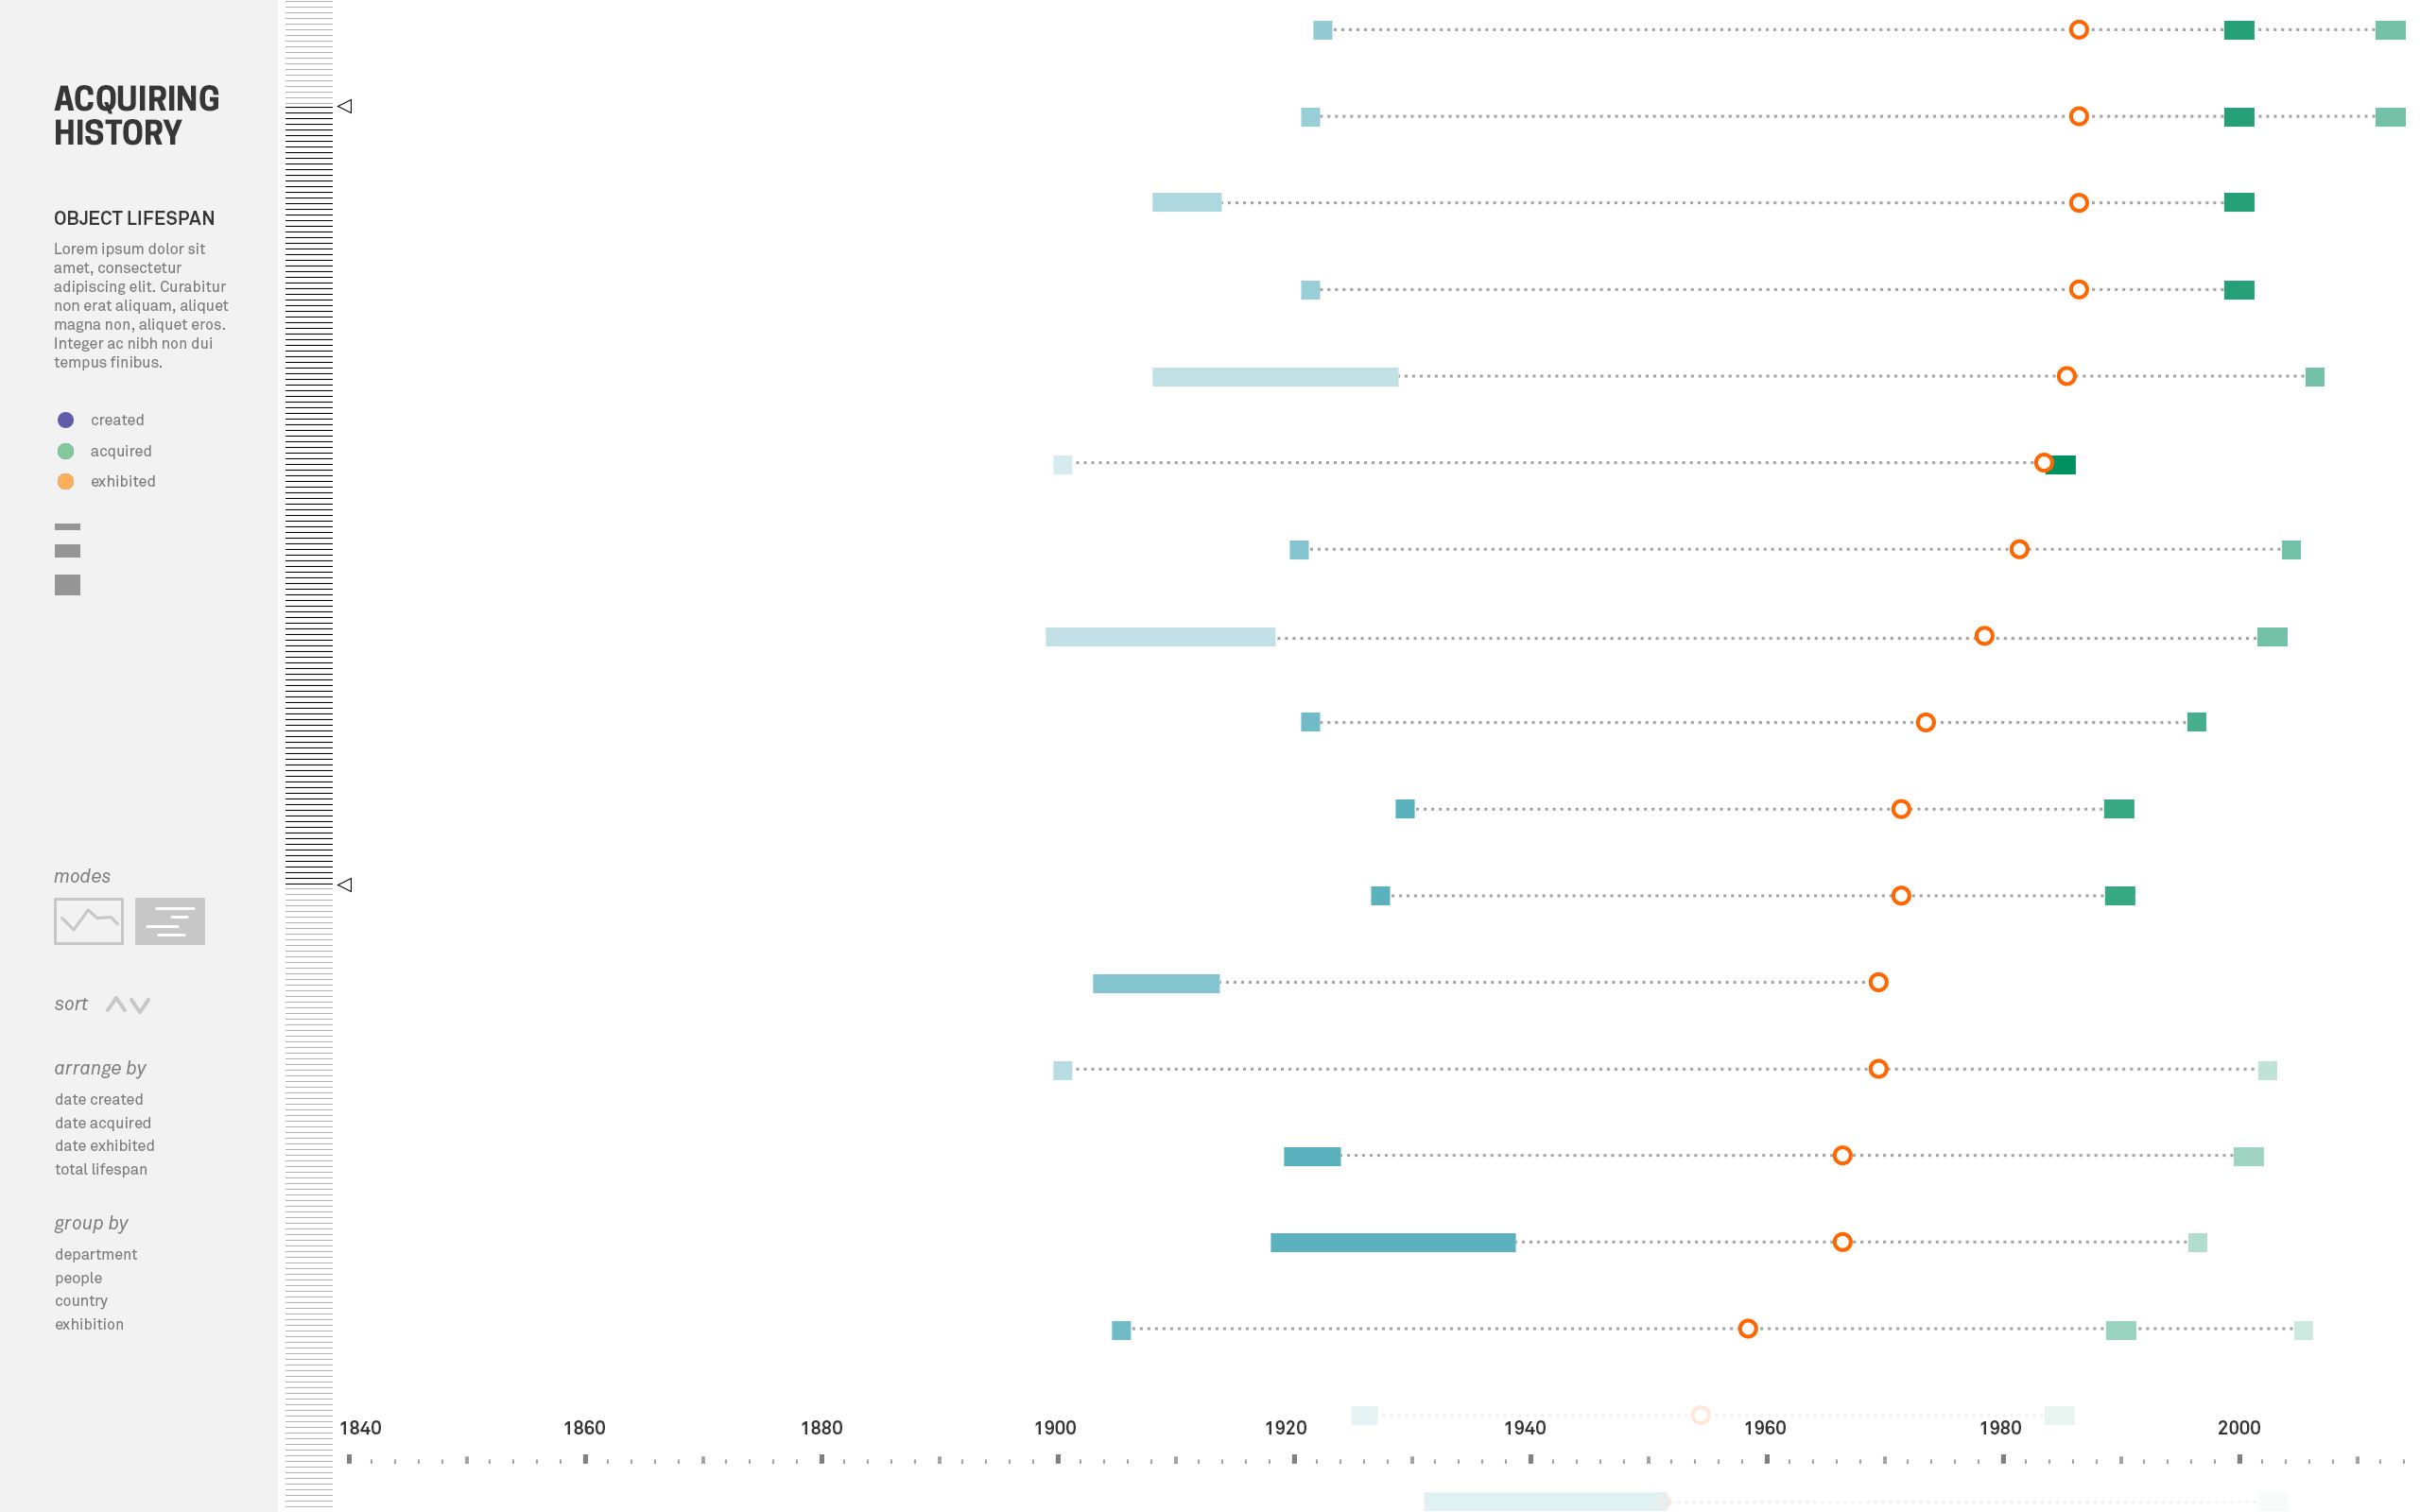 ACQUIRING
HISTORY
OBJECT LIFESPAN
Lorem ipsum dolor sit
amet, consectetur
adipiscing elit. Curabitur
non erat aliquam, aliquet
magna non, aliquet eros.
Integer ac nibh non dui
tempus finibus.
created
acquired
exhibited
modes
sort
arrange by
date created
date acquired
date exhibited
total lifespan
group by
department
people
country
exhibition
1840 1860 1880 1900 1920 1940 1960 1980 2000